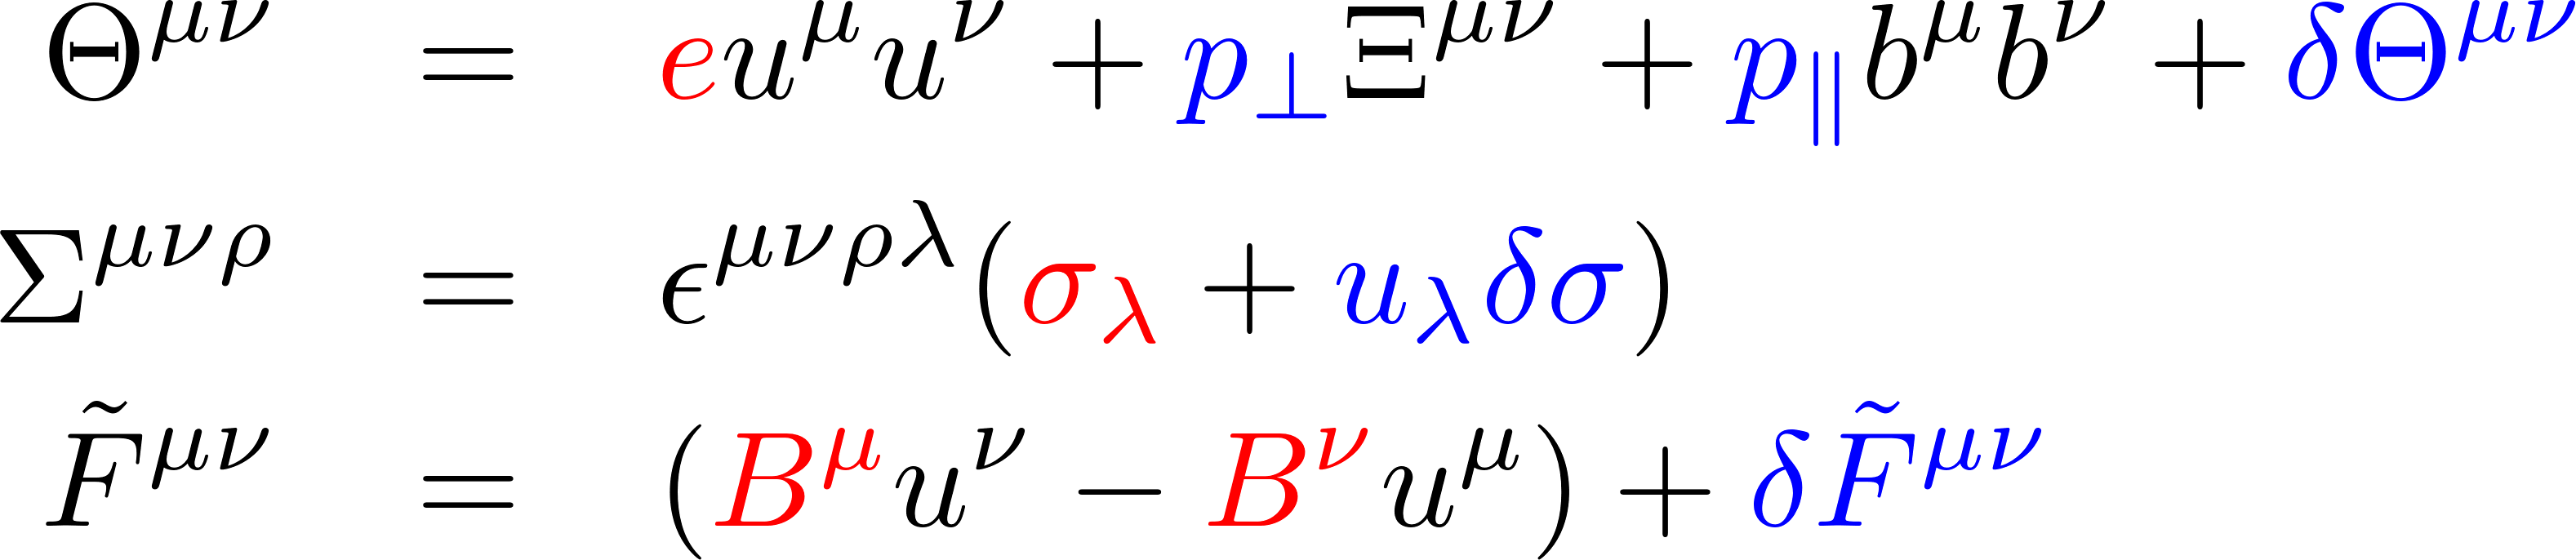 Θ^{μν} = e u^μ u^ν + p_⊥ Ξ^{μν} + p_∥ b^μ b^ν + δΘ^{μν}
Σ^{μνρ} = ϵ^{μνρλ}(σ_λ + u_λ δσ)
F̃^{μν} = (B^μ u^ν − B^ν u^μ) + δF̃^{μν}